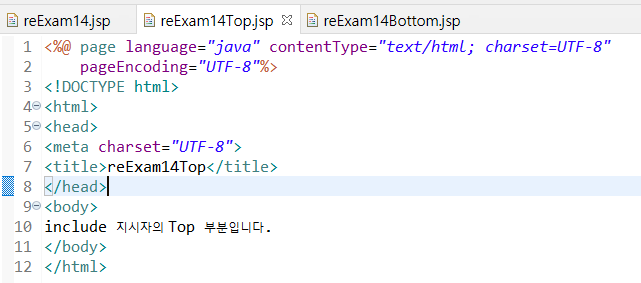 reExam14.jsp reExam14Top.jsp reExam14Bottom.jsp
1 <%@ page language="java" contentType="text/html; charset=UTF-8"
2     pageEncoding="UTF-8"%>
3 <!DOCTYPE html>
4 <html>
5 <head>
6 <meta charset="UTF-8">
7 <title>reExam14Top</title>
8 </head>
9 <body>
10 include 지시자의 Top 부분입니다.
11 </body>
12 </html>